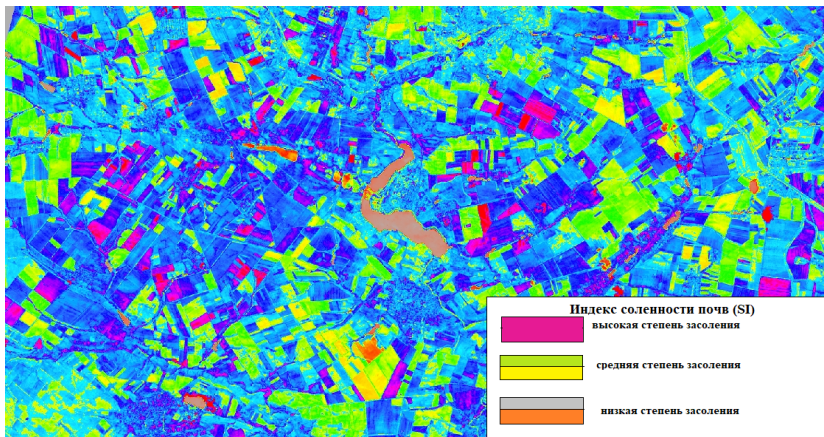 Индекс соленности почв (SI)
высокая степень засоления
средняя степень засоления
низкая степень засоления